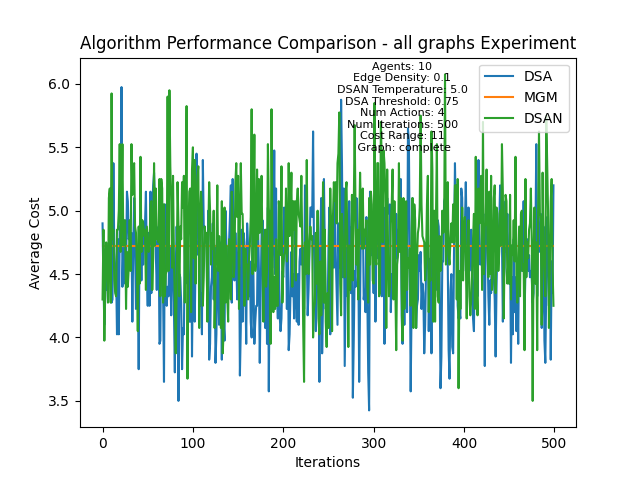 Algorithm Performance Comparison - all graphs Experiment
Agents: 10
Edge Density: 0.1
DSAN Temperature: 5.0
DSA Threshold: 0.75
Num Actions: 4
Num Iterations: 500
Cost Range: 11
Graph: complete
DSA
MGM
DSAN
Average Cost
6.0
5.5
5.0
4.5
4.0
3.5
0
100
200
300
400
500
Iterations